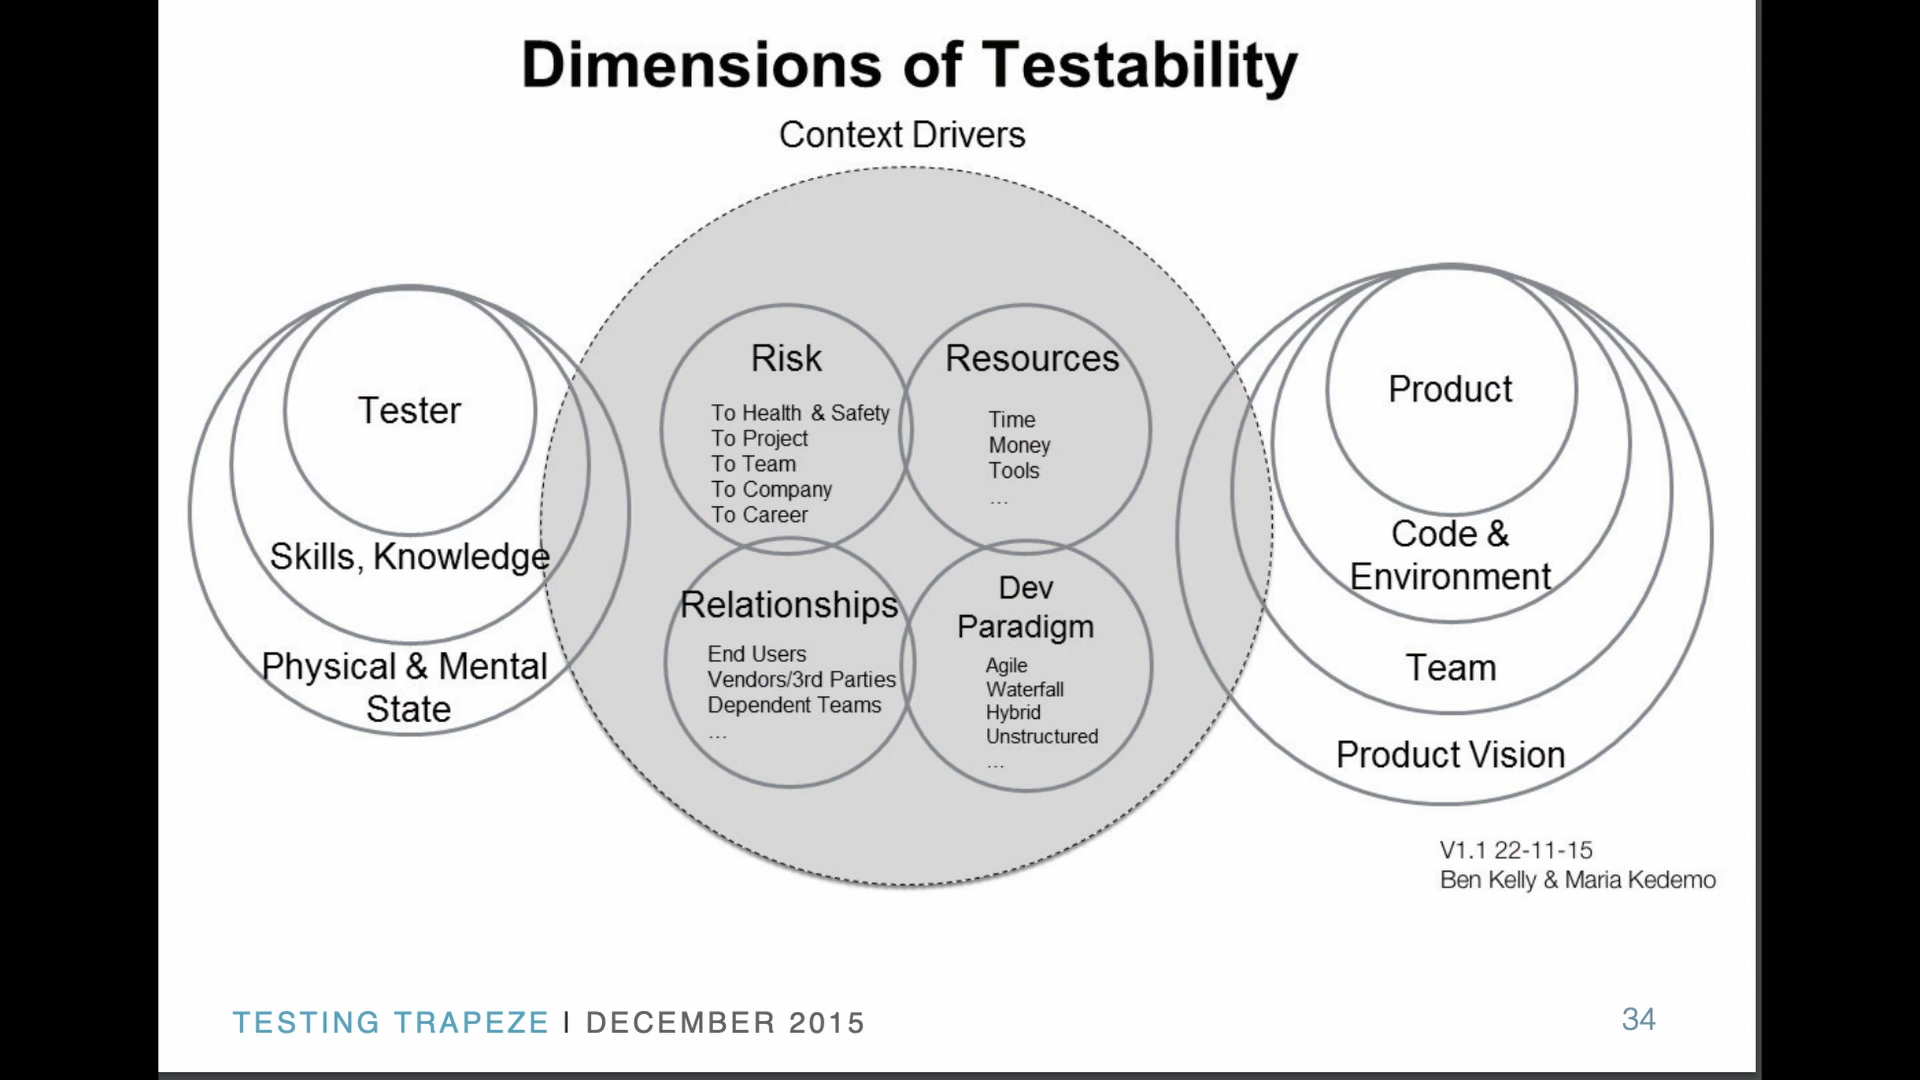 Dimensions of Testability
Context Drivers
Tester
Skills, Knowledge
Physical & Mental
State
Risk
To Health & Safety
To Project
To Team
To Company
To Career
Resources
Time
Money
Tools
...
Relationships
End Users
Vendors/3rd Parties
Dependent Teams
...
Dev
Paradigm
Agile
Waterfall
Hybrid
Unstructured
...
Product
Code &
Environment
Team
Product Vision
V1.1 22-11-15
Ben Kelly & Maria Kedemo
TESTING TRAPEZE | DECEMBER 2015
34